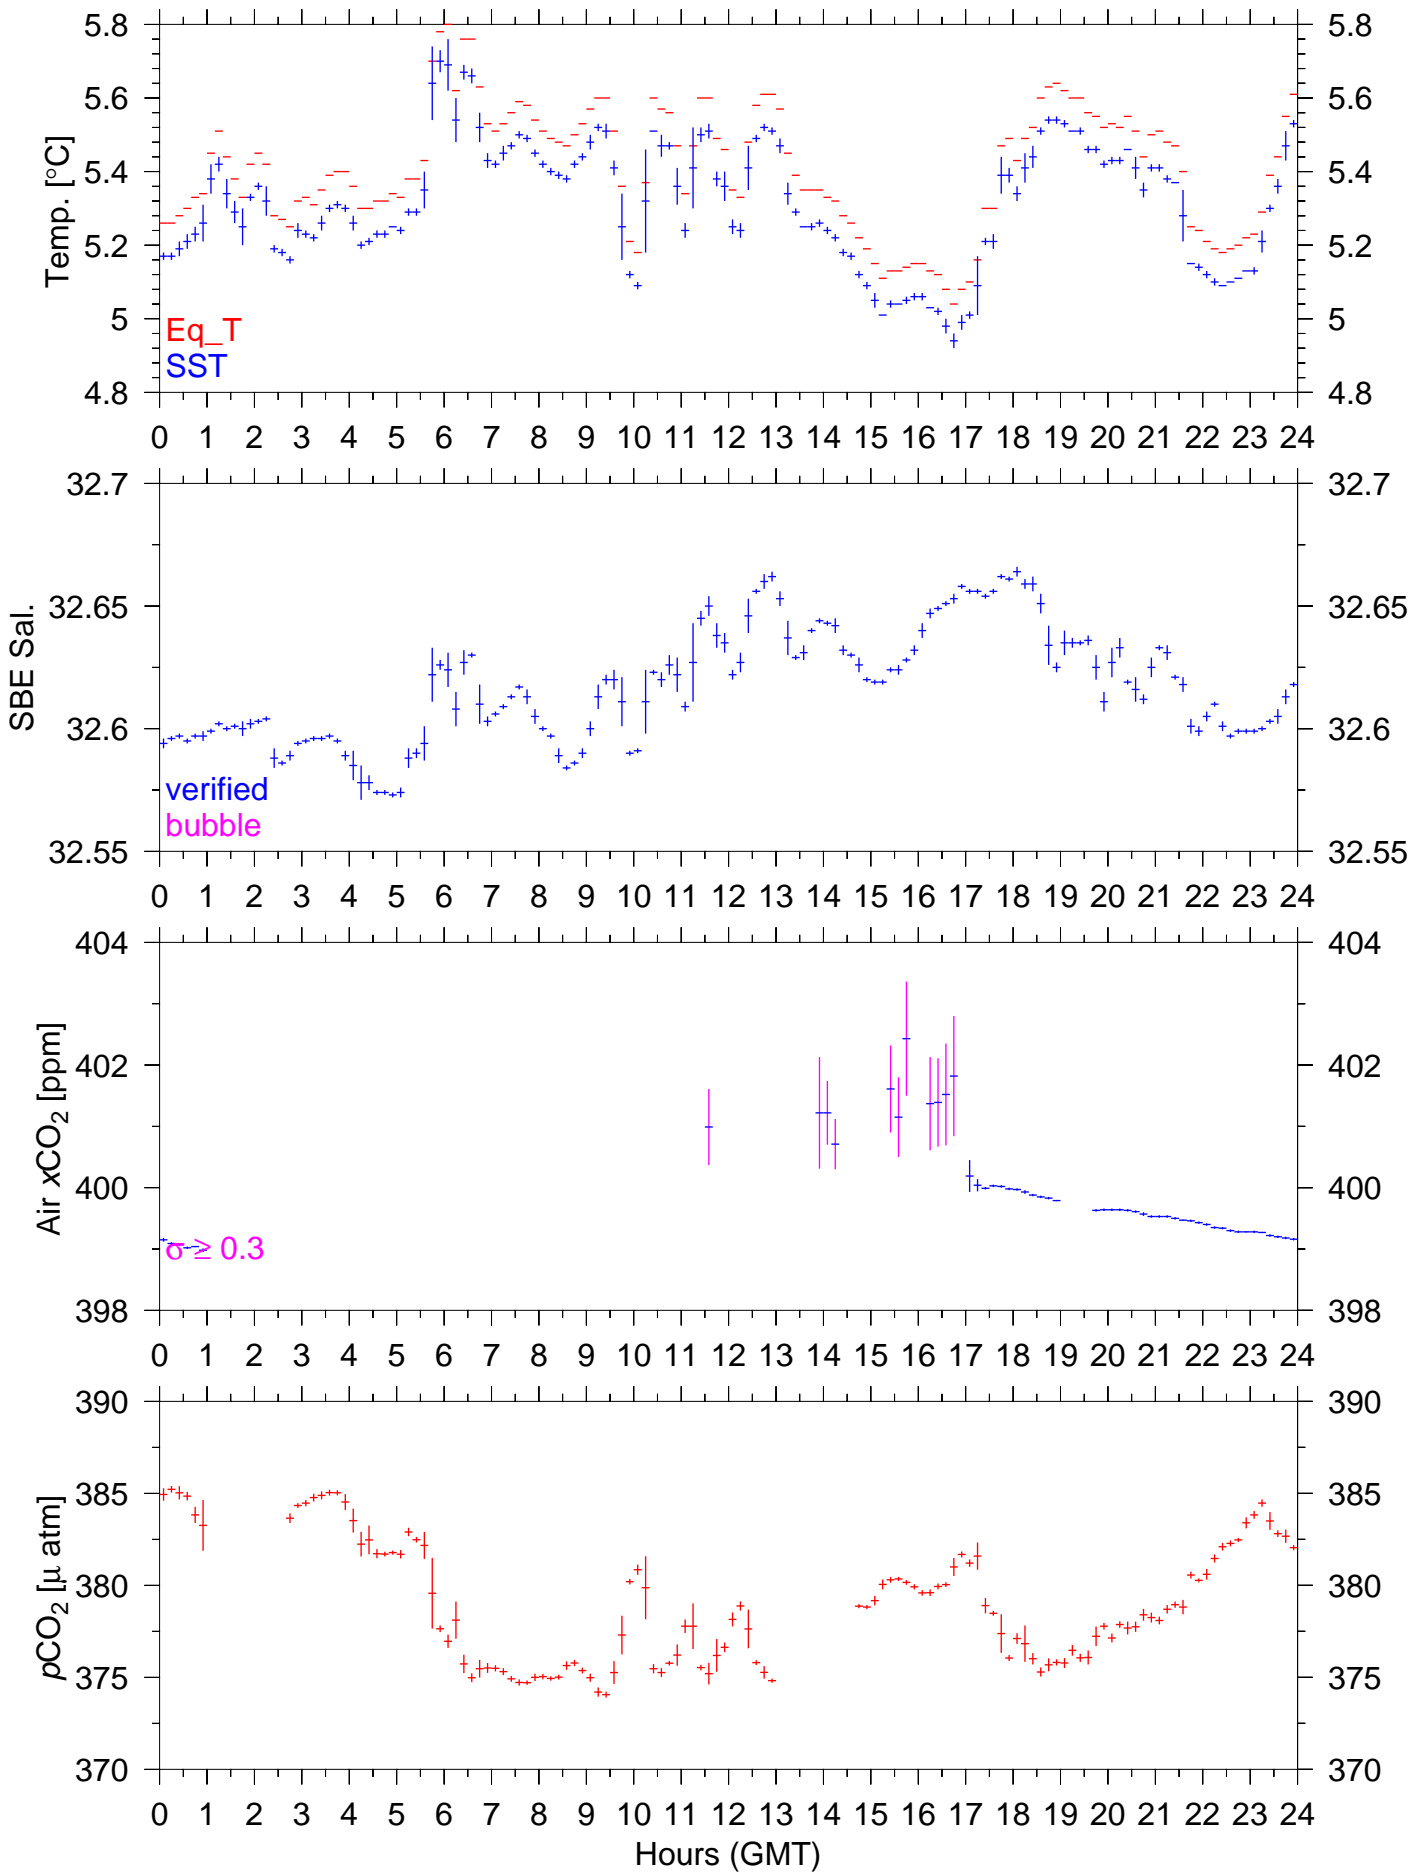 5.8 5.8
5.6 5.6
5.4 5.4
5.2 5.2
5 5
4.8 4.8
Temp. [°C]
Eq_T
SST
0 1 2 3 4 5 6 7 8 9 10 11 12 13 14 15 16 17 18 19 20 21 22 23 24
32.7 32.7
32.65 32.65
32.6 32.6
32.55 32.55
SBE Sal.
verified
bubble
0 1 2 3 4 5 6 7 8 9 10 11 12 13 14 15 16 17 18 19 20 21 22 23 24
404 404
402 402
400 400
398 398
Air xCO₂ [ppm]
σ ≥ 0.3
0 1 2 3 4 5 6 7 8 9 10 11 12 13 14 15 16 17 18 19 20 21 22 23 24
390 390
385 385
380 380
375 375
370 370
pCO₂ [μ atm]
0 1 2 3 4 5 6 7 8 9 10 11 12 13 14 15 16 17 18 19 20 21 22 23 24
Hours (GMT)